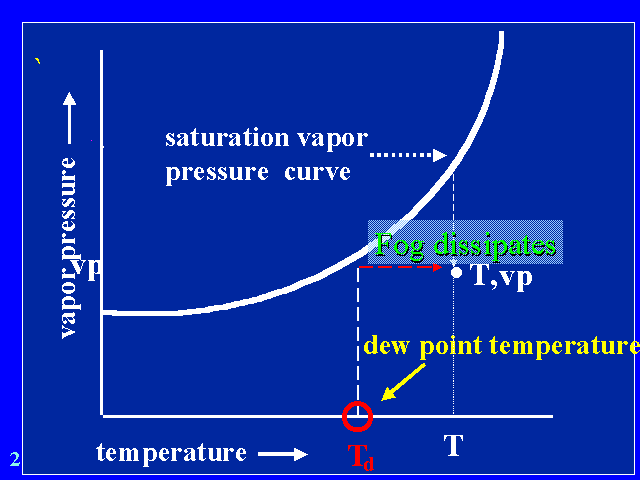 saturation vapor
pressure curve
vapor pressure
vp
Fog dissipates
T,vp
dew point temperature
temperature
Td
T
2